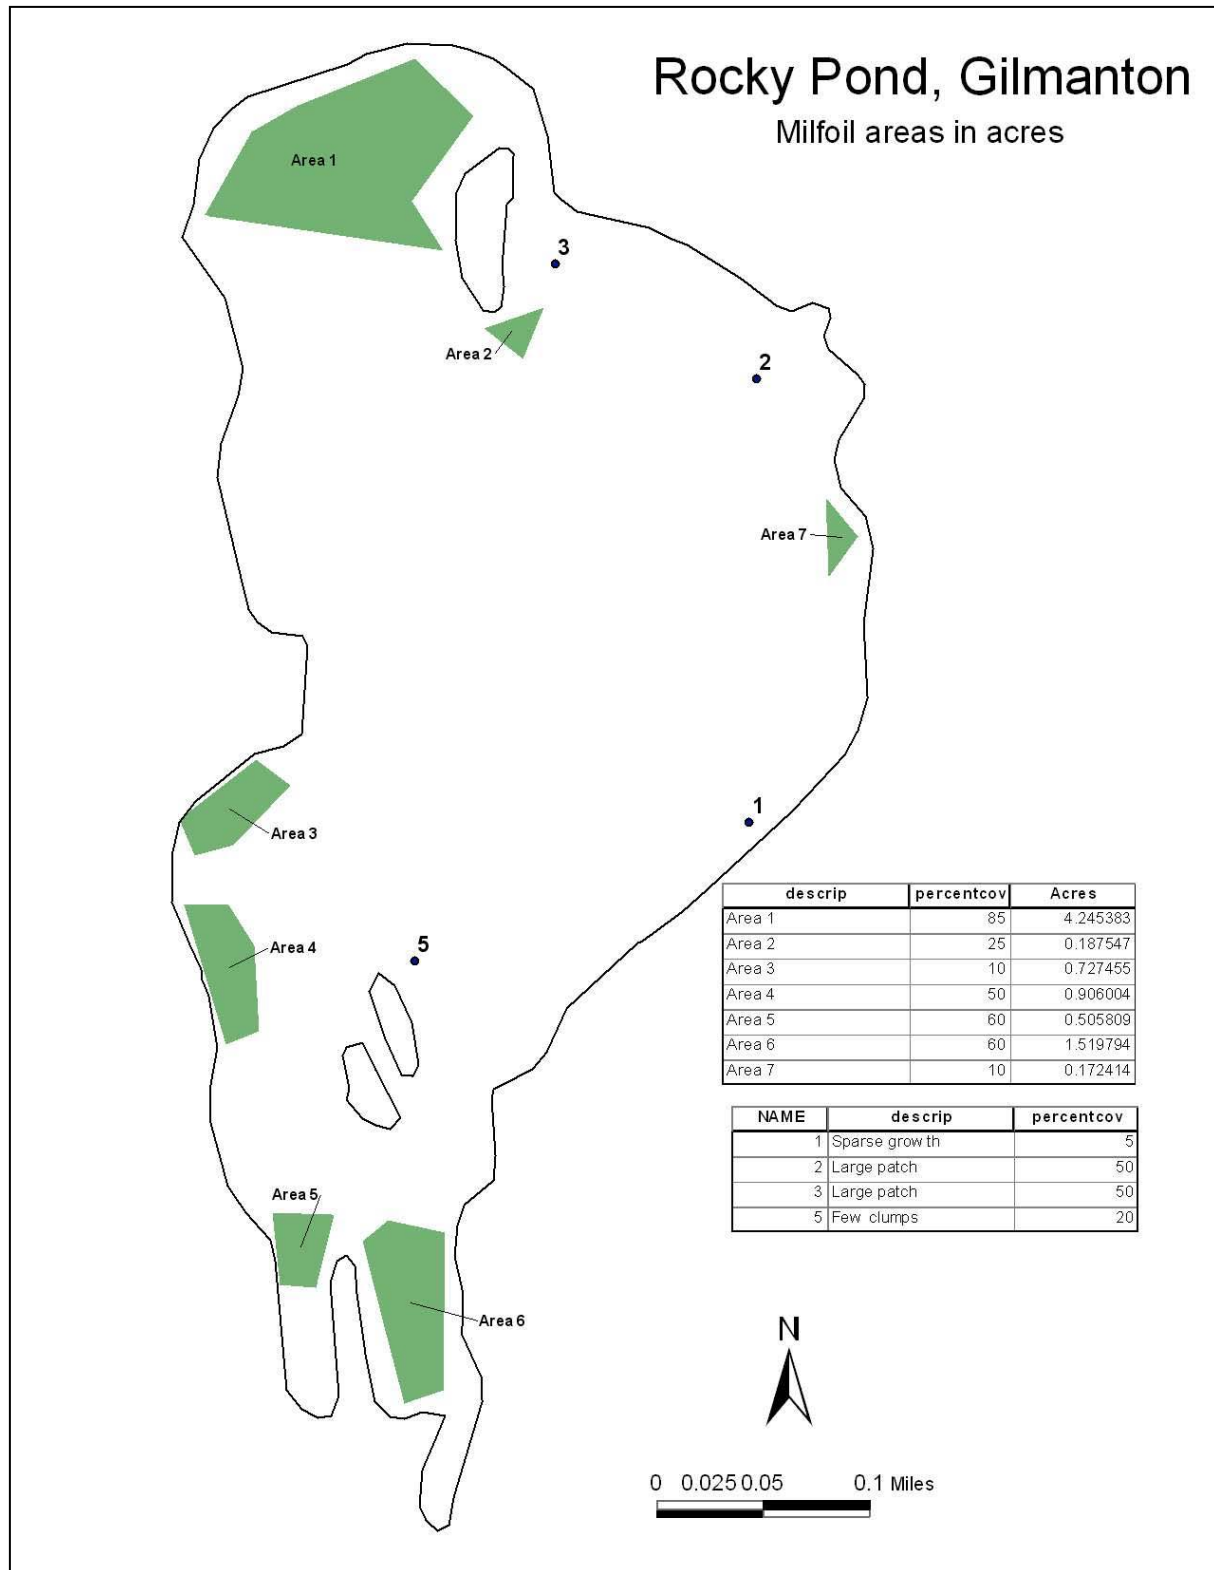 Rocky Pond, Gilmanton
Milfoil areas in acres
Area 1
3
Area 2
2
Area 7
1
Area 3
Area 4
5
descrip percentcov Acres
Area 1 85 4.245383
Area 2 25 0.187547
Area 3 10 0.727455
Area 4 50 0.906004
Area 5 60 0.505809
Area 6 60 1.519794
Area 7 10 0.172414
NAME descrip percentcov
1 Sparse growth 5
2 Large patch 50
3 Large patch 50
5 Few clumps 20
Area 5
Area 6
N
0 0.025 0.05 0.1 Miles